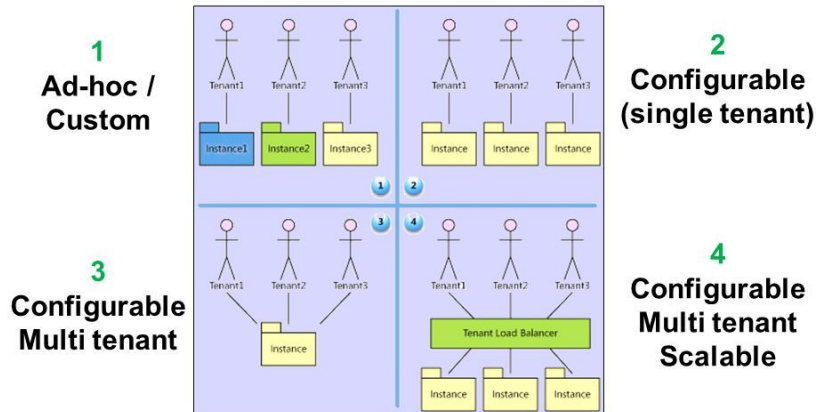 1
Ad-hoc /
Custom
Tenant1 Tenant2 Tenant3
Instance1 Instance2 Instance3
1
2
Configurable
(single tenant)
Tenant1 Tenant2 Tenant3
Instance Instance Instance
2
3
Configurable
Multi tenant
3
Tenant1 Tenant2 Tenant3
Instance
4
Configurable
Multi tenant
Scalable
4
Tenant1 Tenant2 Tenant3
Tenant Load Balancer
Instance Instance Instance